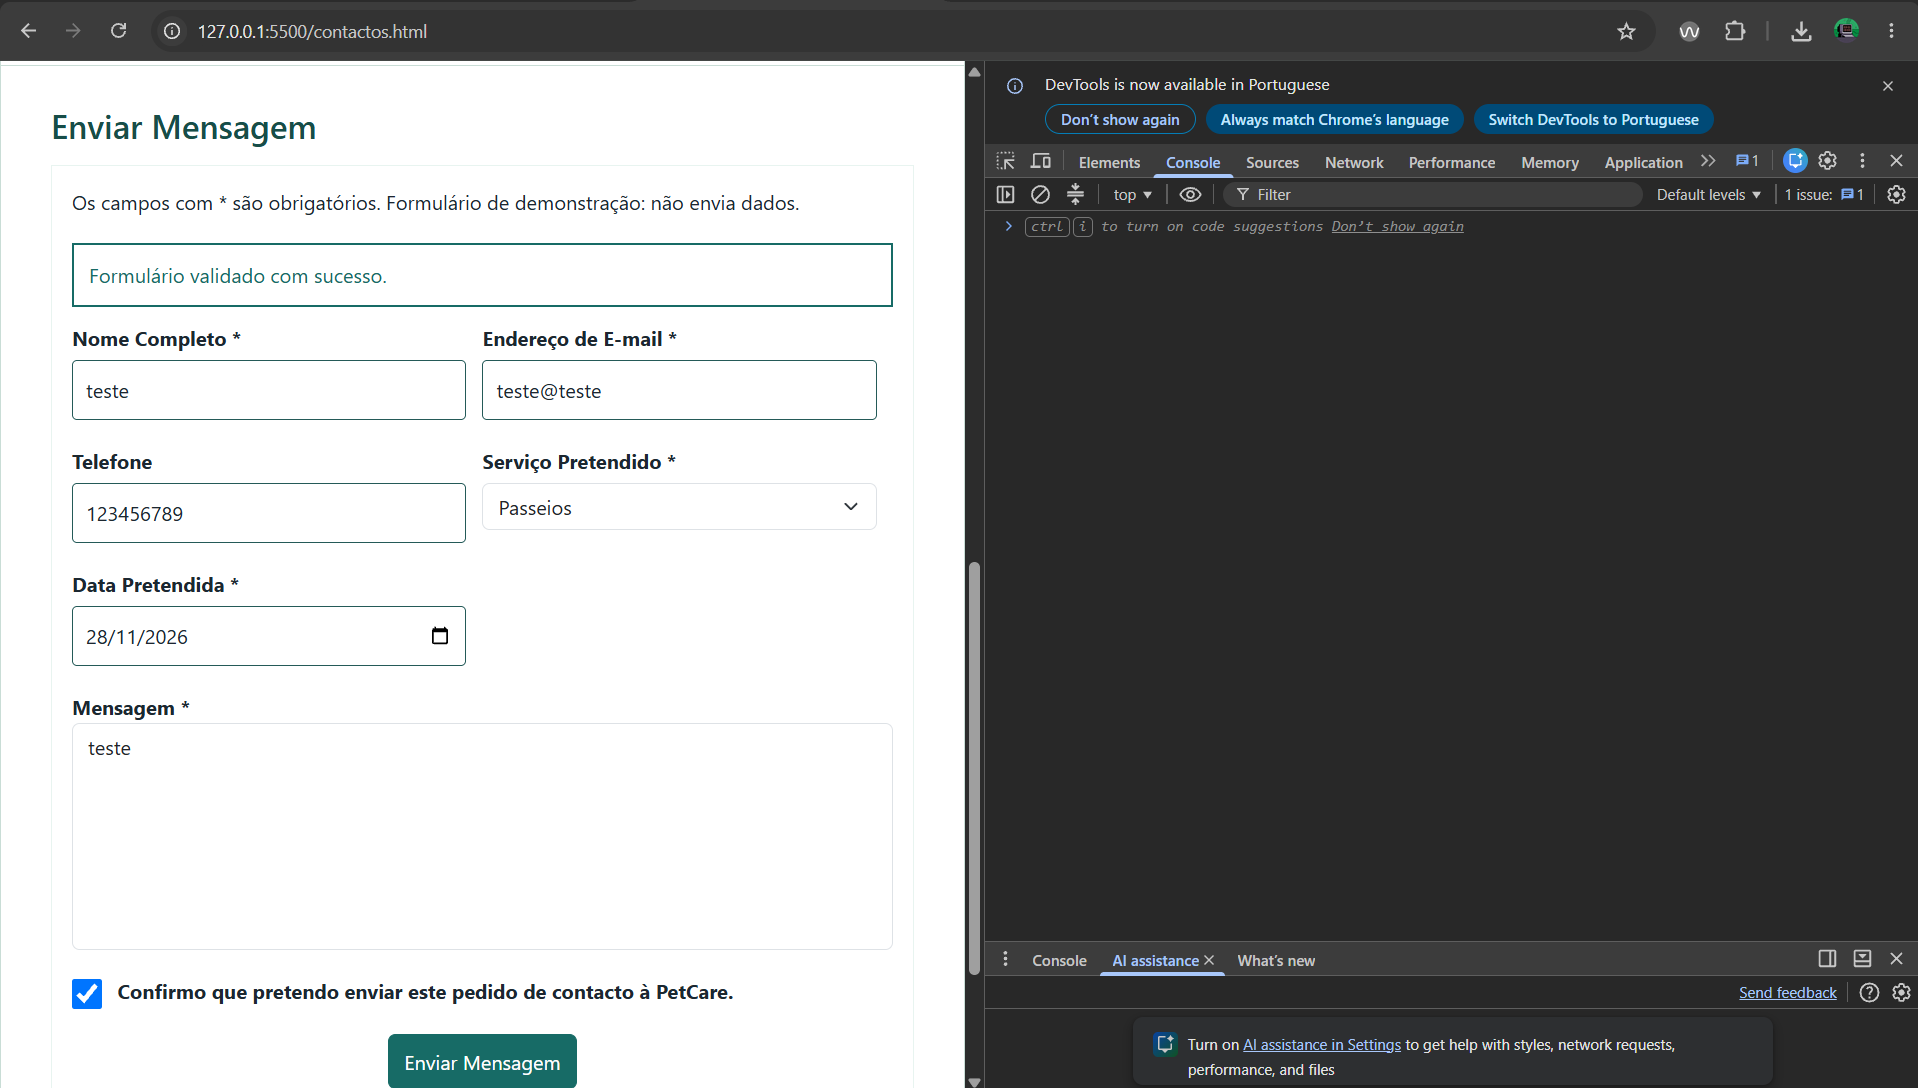 127.0.0.1:5500/contactos.html
Enviar Mensagem
Os campos com * são obrigatórios. Formulário de demonstração: não envia dados.
Formulário validado com sucesso.
Nome Completo *
Endereço de E-mail *
teste
teste@teste
Telefone
Serviço Pretendido *
123456789
Passeios
Data Pretendida *
28/11/2026
Mensagem *
teste
Confirmo que pretendo enviar este pedido de contacto à PetCare.
Enviar Mensagem
DevTools is now available in Portuguese
Don't show again
Always match Chrome's language
Switch DevTools to Portuguese
Elements
Console
Sources
Network
Performance
Memory
Application
1
top
Filter
Default levels
1 issue:
1
ctrl i to turn on code suggestions Don't show again
Console
AI assistance
What's new
Send feedback
Turn on AI assistance in Settings to get help with styles, network requests,
performance, and files